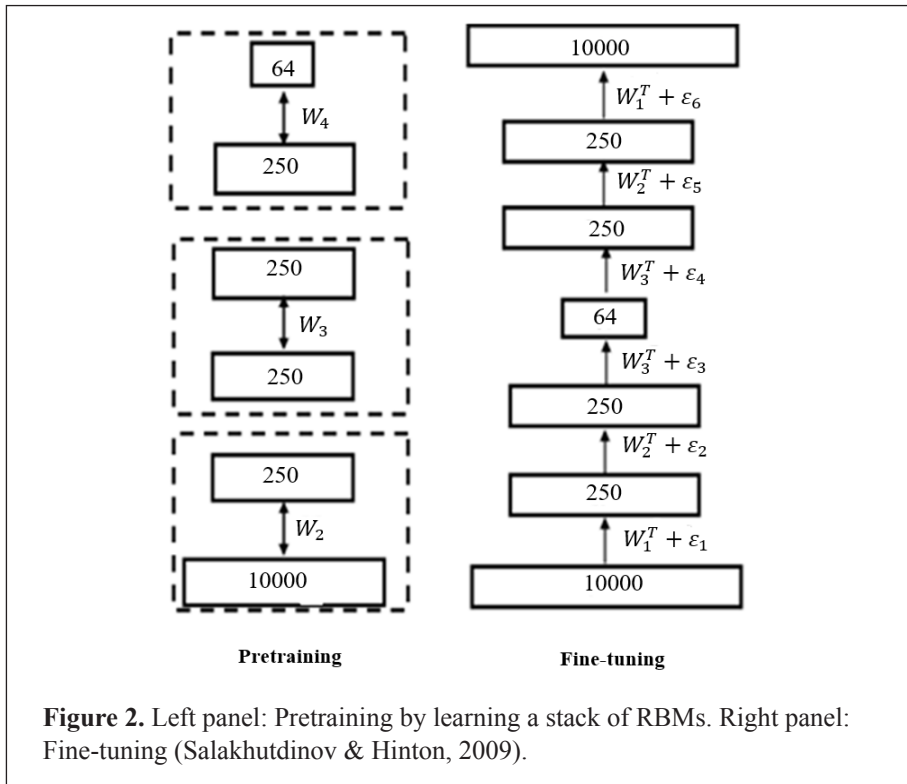 64
W₄
250
250
W₃
250
250
W₂
10000
Pretraining
10000
W₁ᵀ + ε₆
250
W₂ᵀ + ε₅
250
W₃ᵀ + ε₄
64
W₃ᵀ + ε₃
250
W₂ᵀ + ε₂
250
W₁ᵀ + ε₁
10000
Fine-tuning
Figure 2. Left panel: Pretraining by learning a stack of RBMs. Right panel:
Fine-tuning (Salakhutdinov & Hinton, 2009).